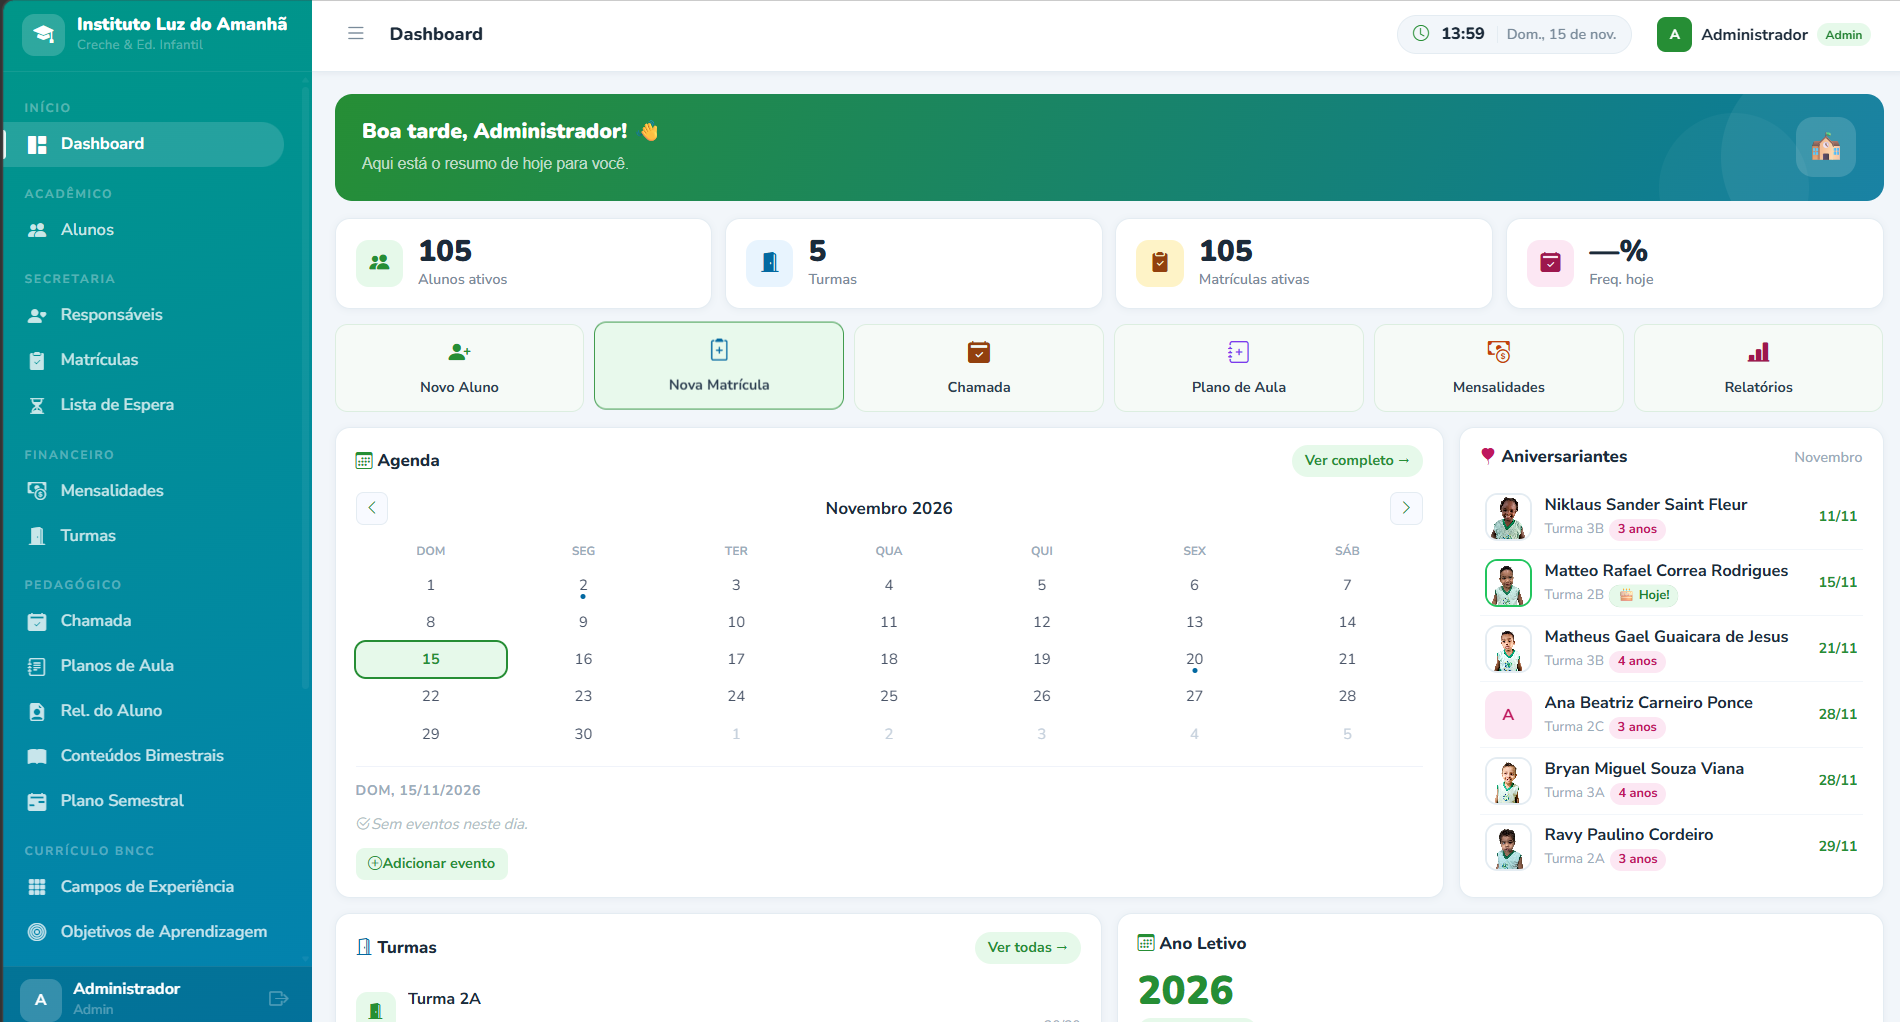 Instituto Luz do Amanhã
Creche & Ed. Infantil
INÍCIO
Dashboard
ACADÊMICO
Alunos
SECRETARIA
Responsáveis
Matrículas
Lista de Espera
FINANCEIRO
Mensalidades
Turmas
PEDAGÓGICO
Chamada
Planos de Aula
Rel. do Aluno
Conteúdos Bimestrais
Plano Semestral
CURRÍCULO BNCC
Campos de Experiência
Objetivos de Aprendizagem
A
Administrador
Admin
Dashboard
13:59
Dom., 15 de nov.
A
Administrador
Admin
Boa tarde, Administrador! 👋
Aqui está o resumo de hoje para você.
105
Alunos ativos
5
Turmas
105
Matrículas ativas
—%
Freq. hoje
Novo Aluno
Nova Matrícula
Chamada
Plano de Aula
Mensalidades
Relatórios
Agenda
Ver completo →
Novembro 2026
DOM SEG TER QUA QUI SEX SÁB
1 2 3 4 5 6 7
8 9 10 11 12 13 14
15 16 17 18 19 20 21
22 23 24 25 26 27 28
29 30 1 2 3 4 5
DOM, 15/11/2026
Sem eventos neste dia.
Adicionar evento
Aniversariantes
Novembro
Niklaus Sander Saint Fleur
Turma 3B 3 anos
11/11
Matteo Rafael Correa Rodrigues
Turma 2B 🎂 Hoje!
15/11
Matheus Gael Guaicara de Jesus
Turma 3B 4 anos
21/11
A
Ana Beatriz Carneiro Ponce
Turma 2C 3 anos
28/11
Bryan Miguel Souza Viana
Turma 3A 4 anos
28/11
Ravy Paulino Cordeiro
Turma 2A 3 anos
29/11
Turmas
Ver todas →
Turma 2A
Ano Letivo
2026